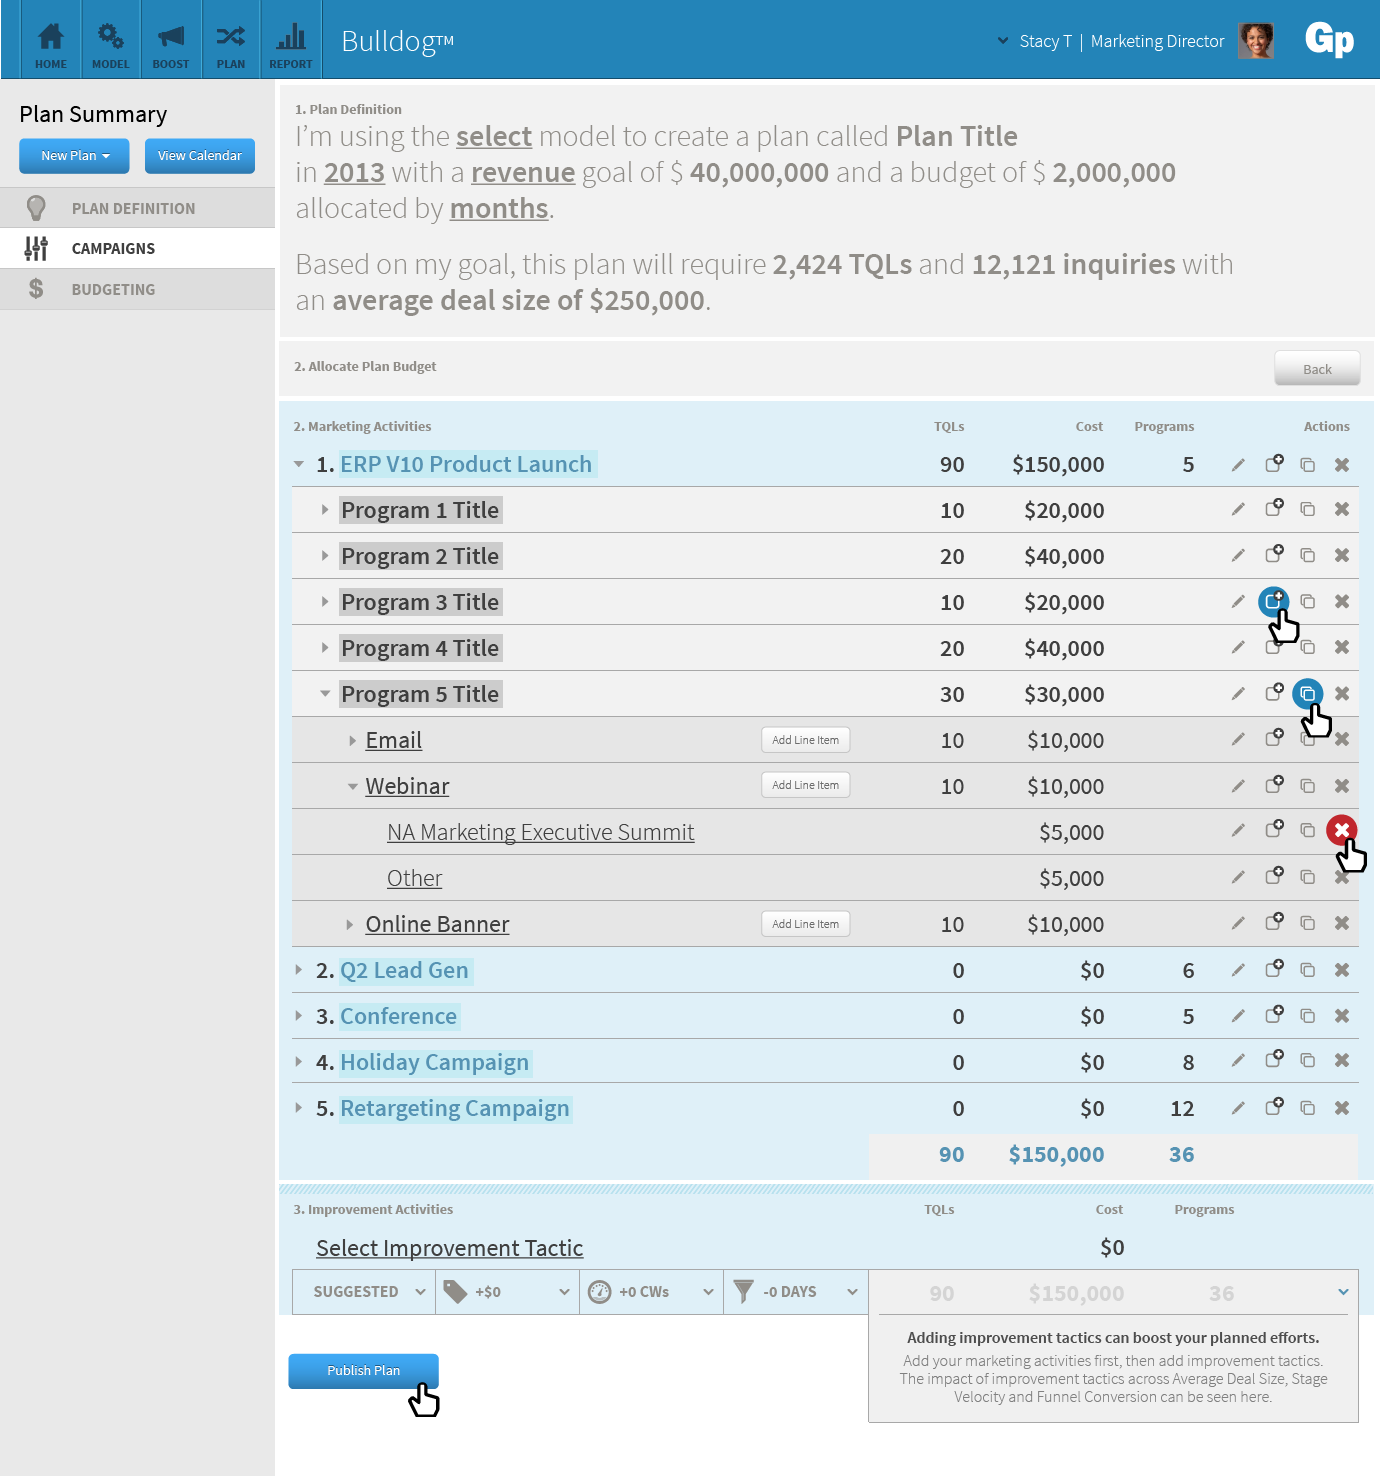 HOME
MODEL
BOOST
PLAN
REPORT
Bulldog™
Stacy T | Marketing Director
Gp
Plan Summary
New Plan
View Calendar
PLAN DEFINITION
CAMPAIGNS
$ BUDGETING
1. Plan Definition
I'm using the select model to create a plan called Plan Title
in 2013 with a revenue goal of $ 40,000,000 and a budget of $ 2,000,000
allocated by months.
Based on my goal, this plan will require 2,424 TQLs and 12,121 inquiries with
an average deal size of $250,000.
2. Allocate Plan Budget
Back
2. Marketing Activities TQLs Cost Programs Actions
1. ERP V10 Product Launch 90 $150,000 5
Program 1 Title 10 $20,000
Program 2 Title 20 $40,000
Program 3 Title 10 $20,000
Program 4 Title 20 $40,000
Program 5 Title 30 $30,000
Email Add Line Item 10 $10,000
Webinar Add Line Item 10 $10,000
NA Marketing Executive Summit $5,000
Other $5,000
Online Banner Add Line Item 10 $10,000
2. Q2 Lead Gen 0 $0 6
3. Conference 0 $0 5
4. Holiday Campaign 0 $0 8
5. Retargeting Campaign 0 $0 12
90 $150,000 36
3. Improvement Activities TQLs Cost Programs
Select Improvement Tactic $0
SUGGESTED +$0 +0 CWs -0 DAYS 90 $150,000 36
Adding improvement tactics can boost your planned efforts.
Add your marketing activities first, then add improvement tactics.
The impact of improvement tactics across Average Deal Size, Stage
Velocity and Funnel Conversion can be seen here.
Publish Plan